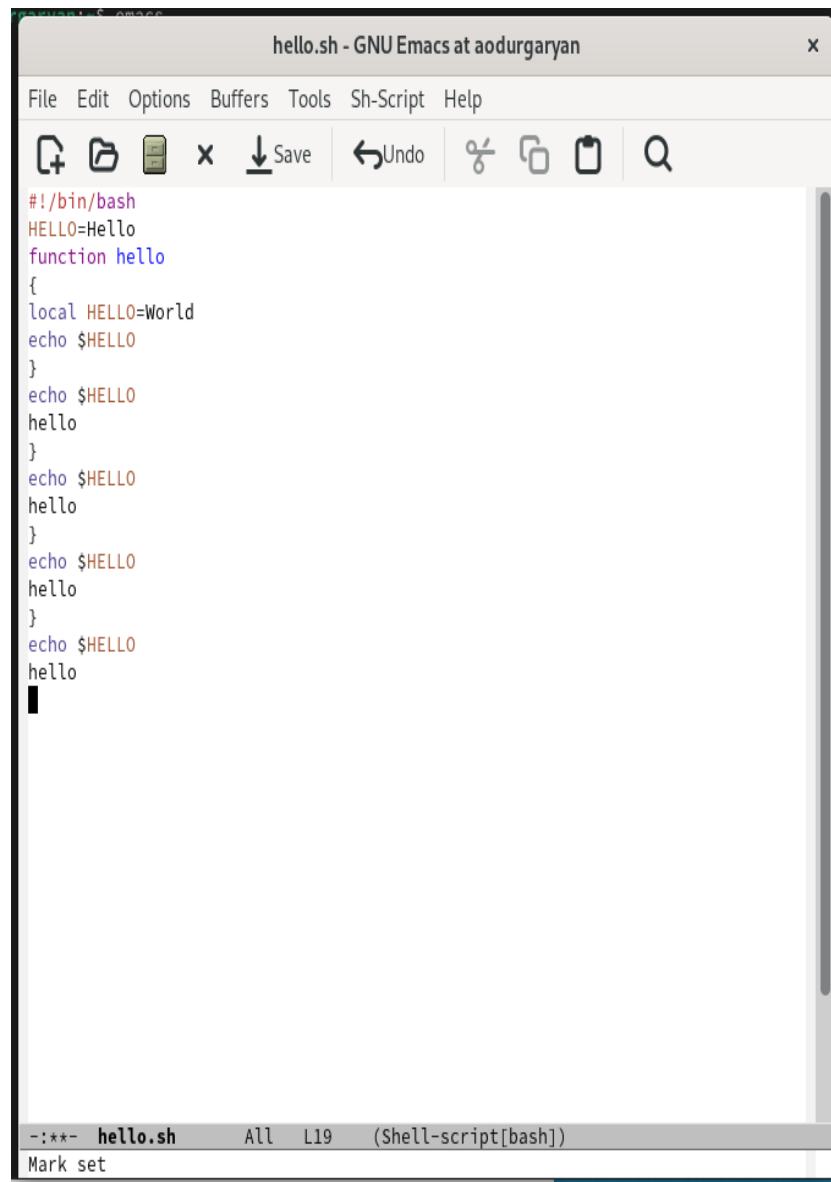 hello.sh - GNU Emacs at aodurgaryan
File Edit Options Buffers Tools Sh-Script Help
Save Undo
#!/bin/bash
HELLO=Hello
function hello
{
local HELLO=World
echo $HELLO
}
echo $HELLO
hello
}
echo $HELLO
hello
}
echo $HELLO
hello
}
echo $HELLO
hello
-:**- hello.sh All L19 (Shell-script[bash])
Mark set